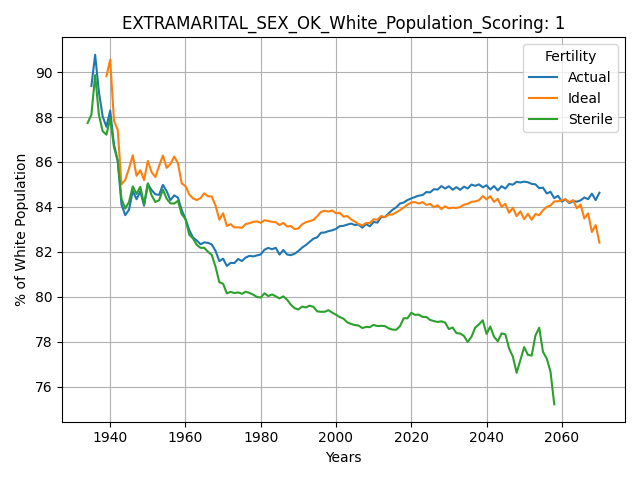 EXTRAMARITAL_SEX_OK_White_Population_Scoring: 1
Fertility
Actual
Ideal
Sterile
% of White Population
90
88
86
84
82
80
78
76
1940 1960 1980 2000 2020 2040 2060
Years